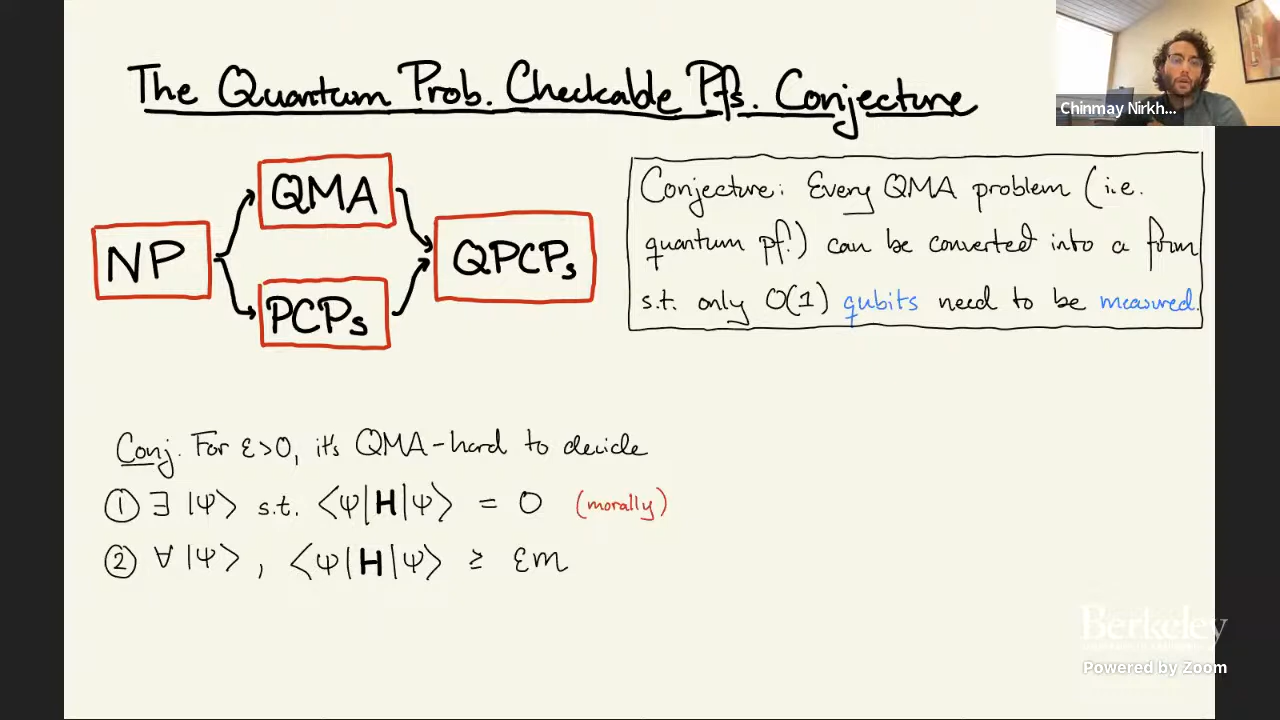 The Quantum Prob. Checkable Pfs. Conjecture
Chinmay Nirkh...
NP
QMA
PCPs
QPCPs
Conjecture: Every QMA problem (i.e.
quantum pf!) can be converted into a form
s.t. only O(1) qubits need to be measured.
Conj. For ε>0, it's QMA-hard to decide
① ∃ |ψ⟩ s.t. ⟨ψ|H|ψ⟩ = 0 (morally)
② ∀ |ψ⟩, ⟨ψ|H|ψ⟩ ≥ εm
Berkeley
Powered by Zoom